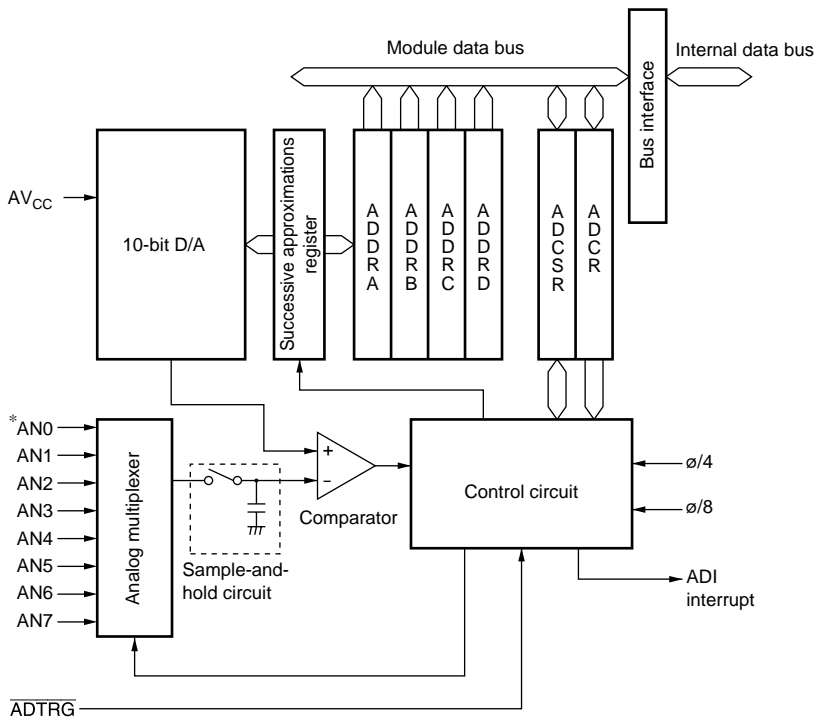 Module data bus
Internal data bus
Bus interface
AVCC
10-bit D/A
Successive approximations
register
ADDRA
ADDRB
ADDRC
ADDRD
ADCSR
ADCR
*AN0
AN1
AN2
AN3
AN4
AN5
AN6
AN7
Analog multiplexer
+
−
Comparator
Sample-and-
hold circuit
Control circuit
ø/4
ø/8
ADI
interrupt
ADTRG